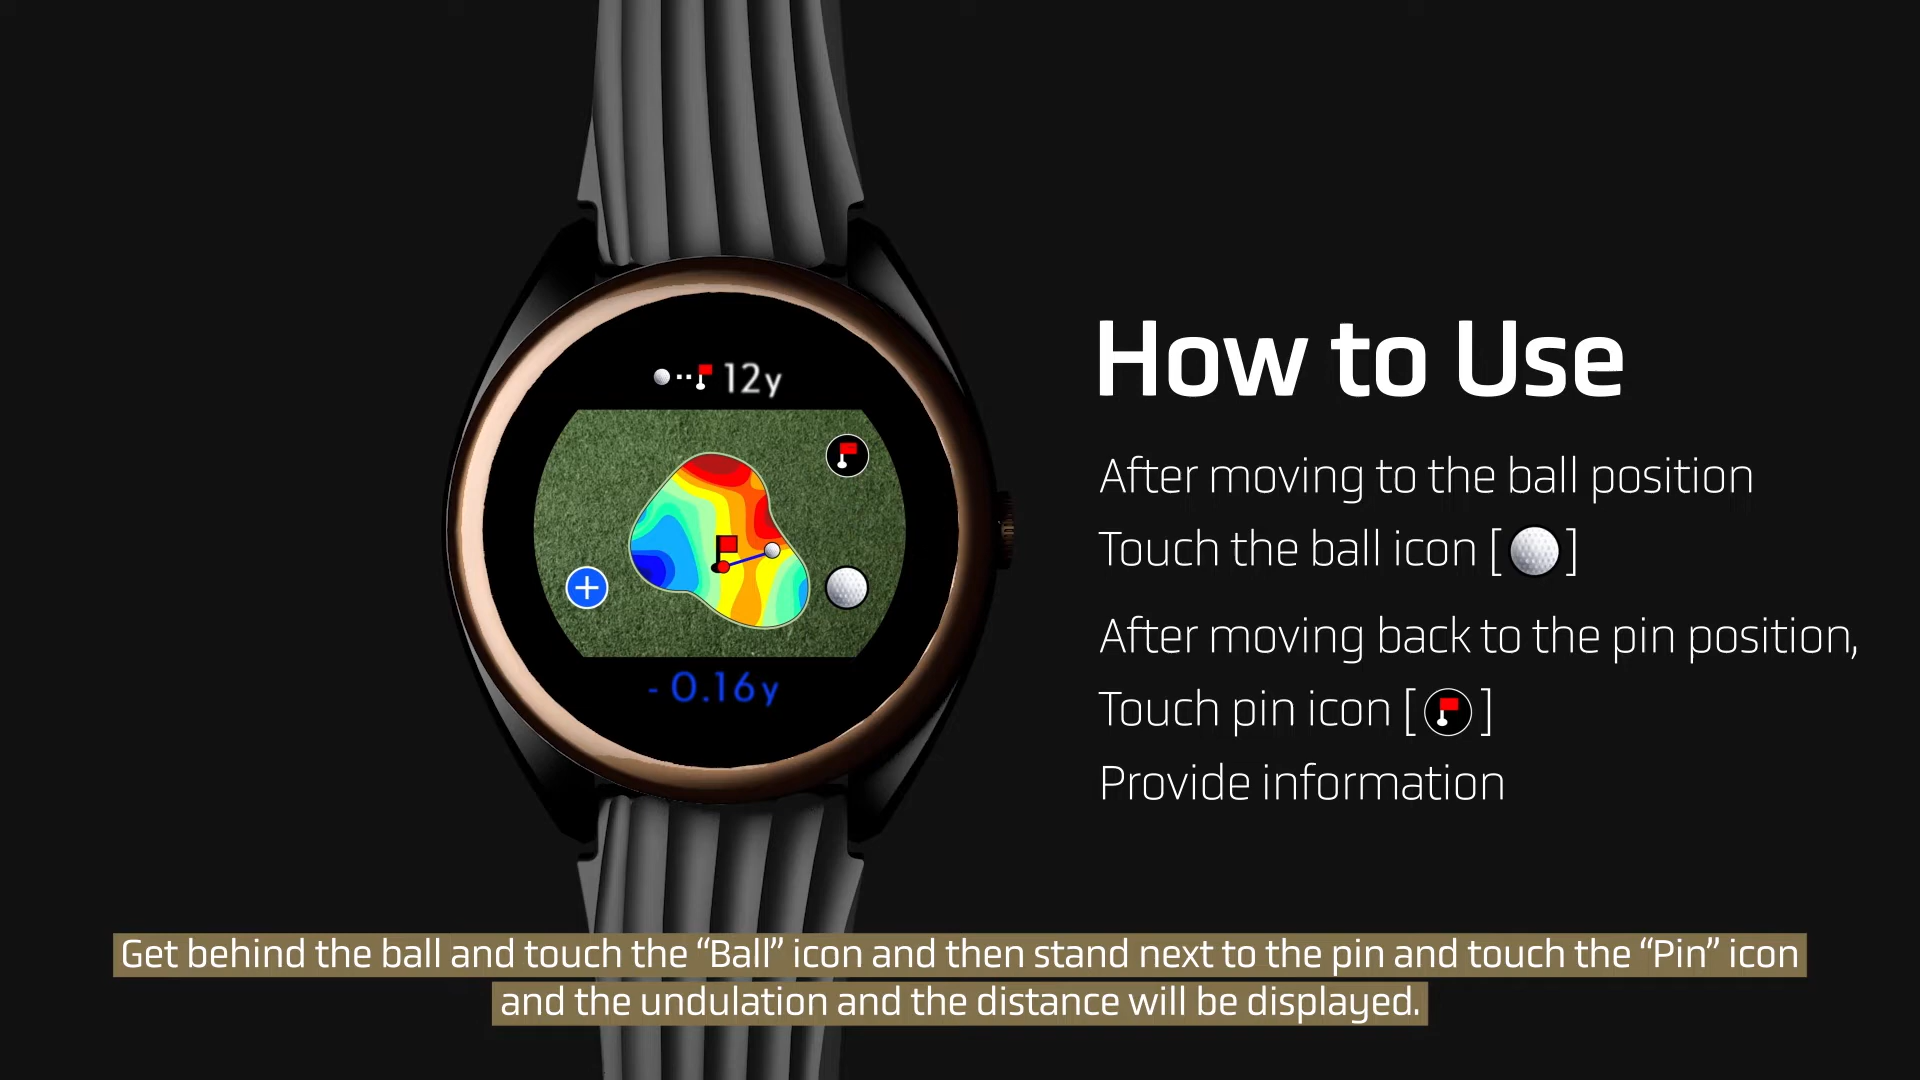 12y
- 0.16y
How to Use
After moving to the ball position
Touch the ball icon [ ]
After moving back to the pin position,
Touch pin icon [ ]
Provide information
Get behind the ball and touch the “Ball” icon and then stand next to the pin and touch the “Pin” icon
and the undulation and the distance will be displayed.